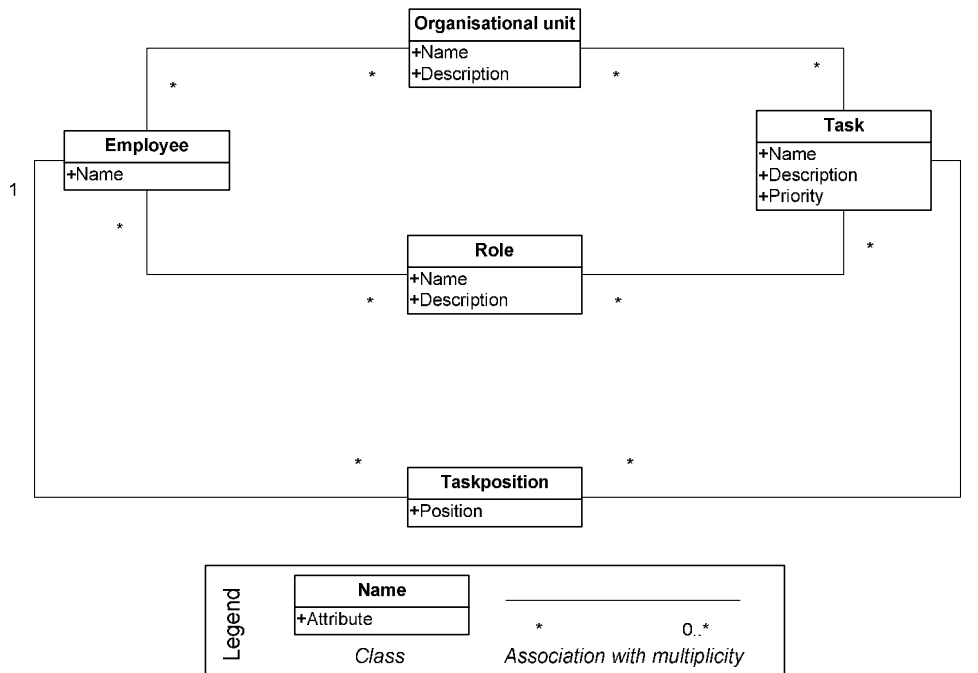 Organisational unit
+Name
+Description
*
*
*
*
Employee
+Name
1
*
Task
+Name
+Description
+Priority
*
Role
+Name
+Description
*
*
*
*
Taskposition
+Position
Legend
Name
+Attribute
Class
* 0..*
Association with multiplicity